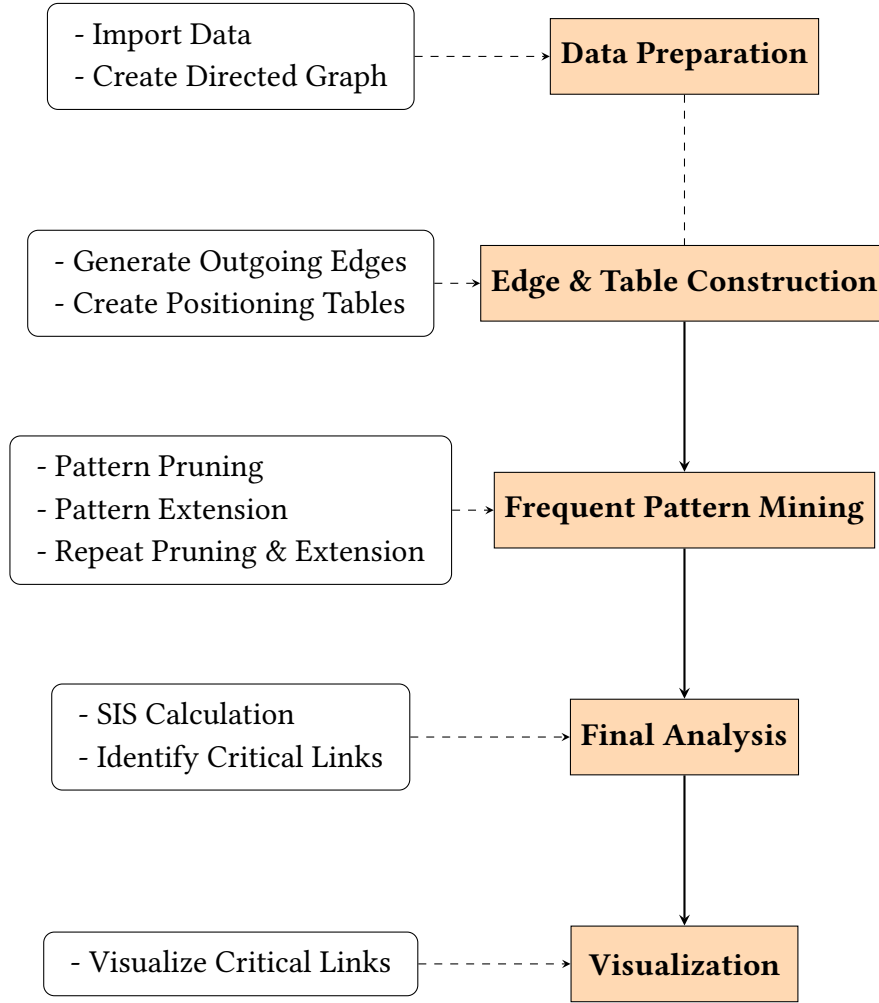 - Import Data
- Create Directed Graph
Data Preparation
- Generate Outgoing Edges
- Create Positioning Tables
Edge & Table Construction
- Pattern Pruning
- Pattern Extension
- Repeat Pruning & Extension
Frequent Pattern Mining
- SIS Calculation
- Identify Critical Links
Final Analysis
- Visualize Critical Links
Visualization